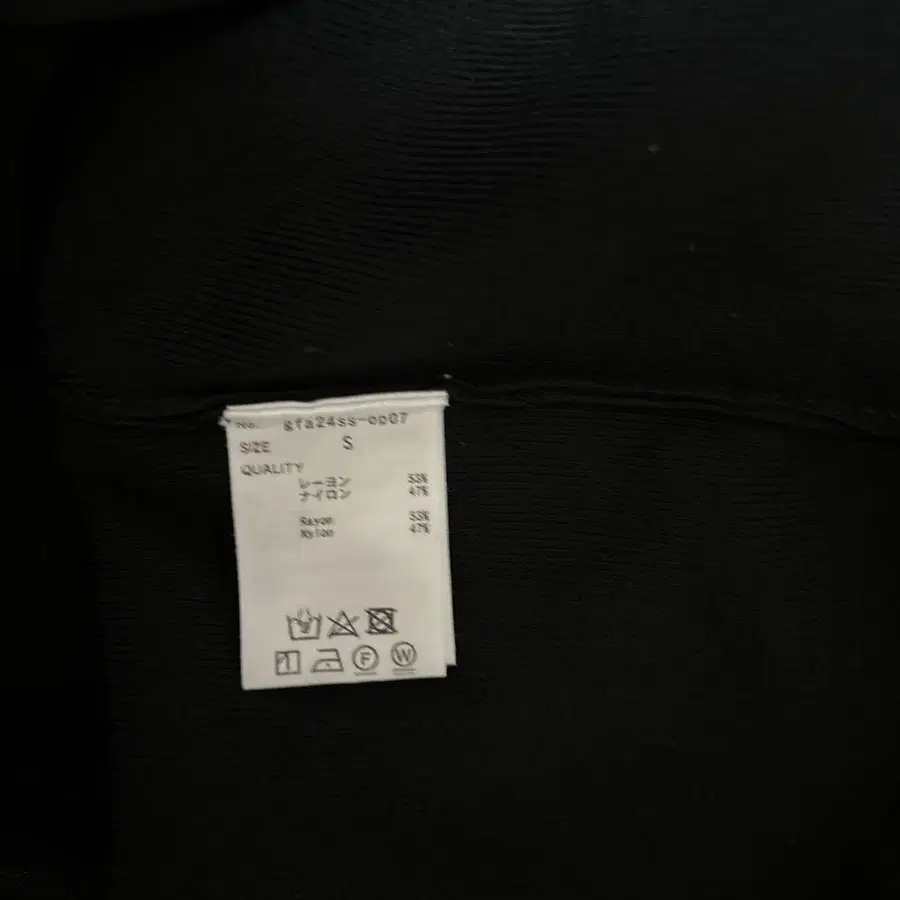 No. gfa24ss-op07
SIZE S
QUALITY
レーヨン 53%
ナイロン 47%
Rayon 53%
Nylon 47%
F W